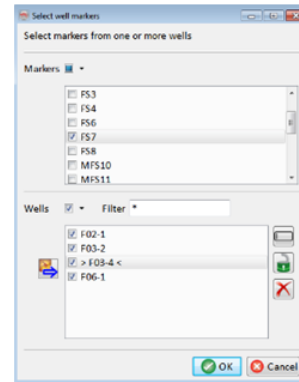 Select well markers
Select markers from one or more wells
Markers
FS3
FS4
FS6
FS7
FS8
MFS10
MFS11
Wells Filter *
F02-1
F03-2
> F03-4 <
F06-1
OK Cancel